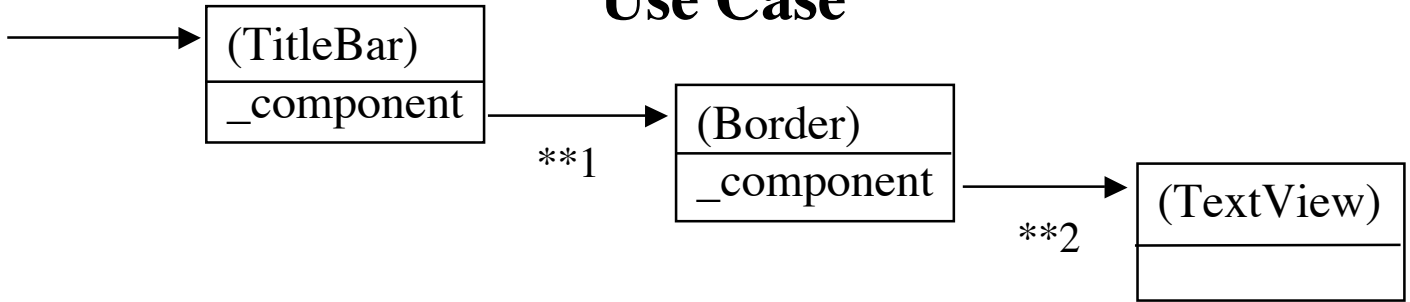 Use Case
(TitleBar)
_component
(Border)
**1
_component
(TextView)
**2